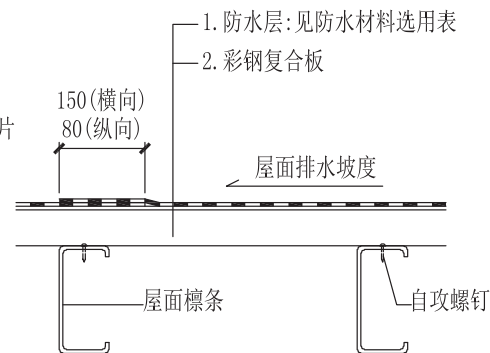 1.防水层:见防水材料选用表
2.彩钢复合板
150(横向)
片 80(纵向)
屋面排水坡度
屋面檩条
自攻螺钉